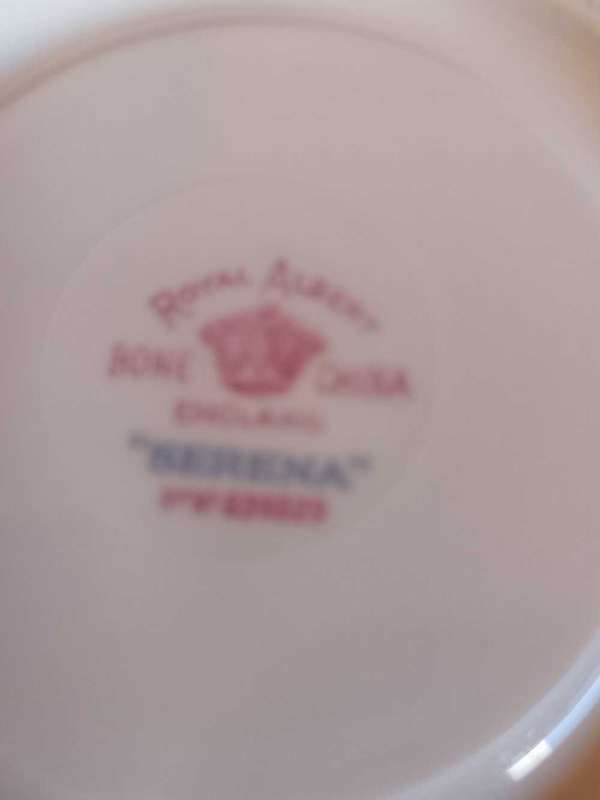 ROYAL ALBERT
BONE CHINA
ENGLAND
"SERENA"